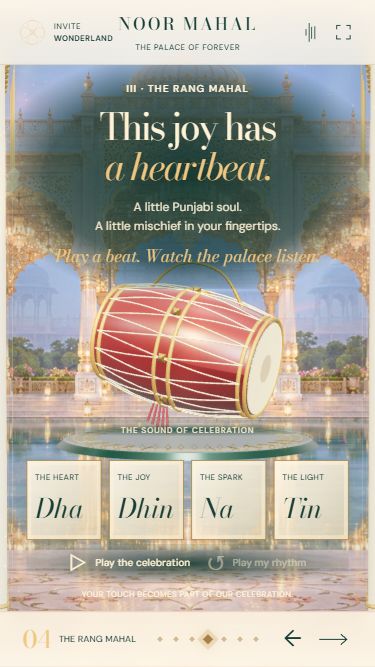 INVITE
WONDERLAND
NOOR MAHAL
THE PALACE OF FOREVER
III · THE RANG MAHAL
This joy has
a heartbeat.
A little Punjabi soul.
A little mischief in your fingertips.
Play a beat. Watch the palace listen.
THE SOUND OF CELEBRATION
THE HEART
Dha
THE JOY
Dhin
THE SPARK
Na
THE LIGHT
Tin
Play the celebration
Play my rhythm
YOUR TOUCH BECOMES PART OF OUR CELEBRATION.
04 THE RANG MAHAL